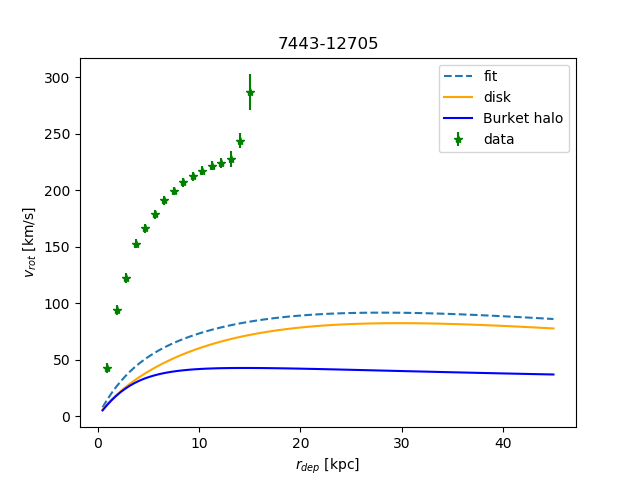 7443-12705
fit
disk
Burket halo
data
300
250
200
150
100
50
0
v_rot [km/s]
0 10 20 30 40
r_dep [kpc]